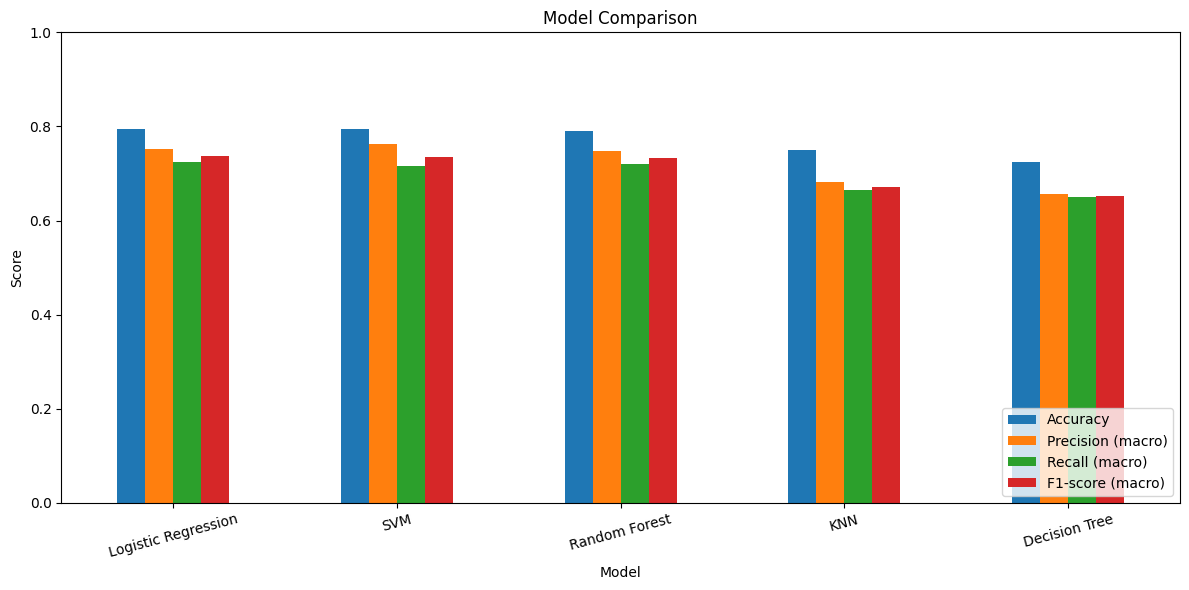 Model Comparison
1.0
0.8
0.6
0.4
0.2
0.0
Score
Accuracy
Precision (macro)
Recall (macro)
F1-score (macro)
Logistic Regression
SVM
Random Forest
KNN
Decision Tree
Model